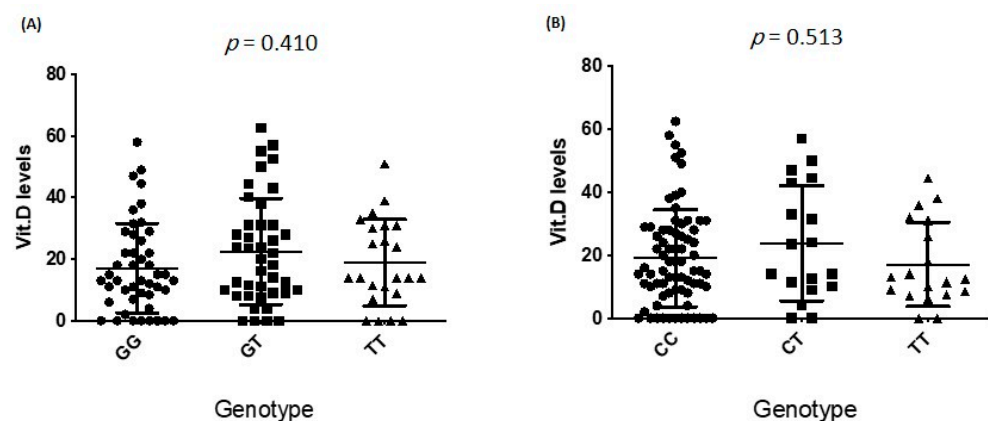 (A)
p = 0.410
80
60
40
20
0
Vit.D levels
GG
GT
TT
Genotype
(B)
p = 0.513
80
60
40
20
0
Vit.D levels
CC
CT
TT
Genotype